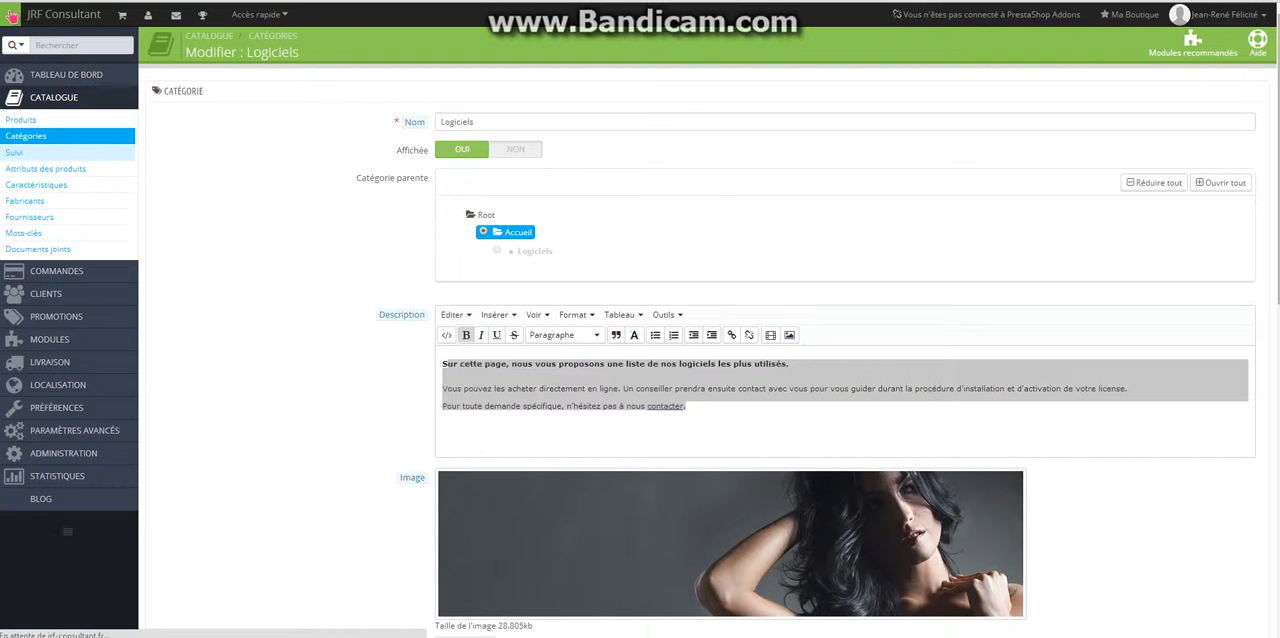 JRF Consultant
Accès rapide
www.Bandicam.com
Vous n'êtes pas connecté à PrestaShop Addons
Ma Boutique
Jean-René Félicité
Rechercher
CATALOGUE / CATÉGORIES
Modifier : Logiciels
Modules recommandés
Aide
TABLEAU DE BORD
CATALOGUE
Produits
Catégories
Suivi
Attributs des produits
Caractéristiques
Fabricants
Fournisseurs
Mots-clés
Documents joints
COMMANDES
CLIENTS
PROMOTIONS
MODULES
LIVRAISON
LOCALISATION
PRÉFÉRENCES
PARAMÈTRES AVANCÉS
ADMINISTRATION
STATISTIQUES
BLOG
CATÉGORIE
* Nom
Logiciels
Affichée
OUI
NON
Catégorie parente
Réduire tout
Ouvrir tout
Root
Accueil
Logiciels
Description
Editer
Insérer
Voir
Format
Tableau
Outils
B I U S
Paragraphe
A
Sur cette page, nous vous proposons une liste de nos logiciels les plus utilisés.
Vous pouvez les acheter directement en ligne. Un conseiller prendra ensuite contact avec vous pour vous guider durant la procédure d'installation et d'activation de votre license.
Pour toute demande spécifique, n'hésitez pas à nous contacter.
Image
Taille de l'image 28.805kb
En attente de jrf-consultant.fr...